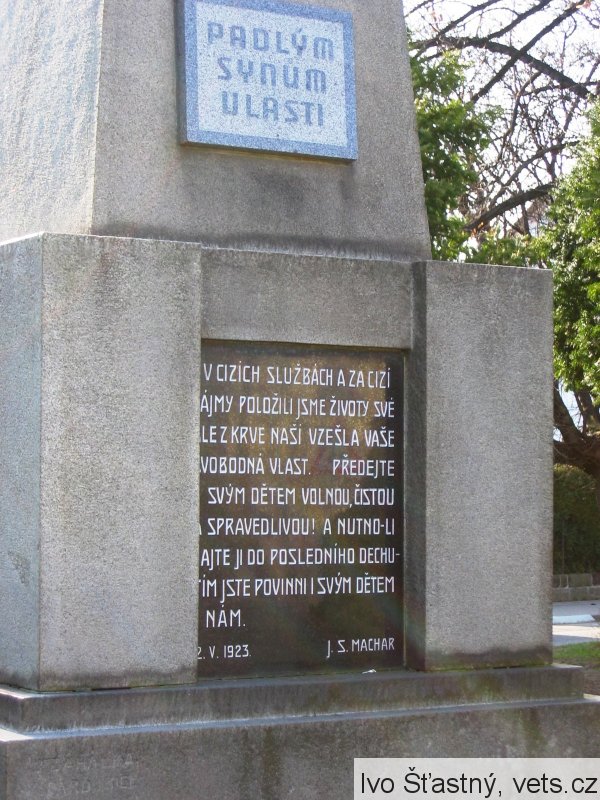 PADLÝM
SYNŮM
VLASTI
V CIZÍCH SLUŽBÁCH A ZA CIZÍ
ÁJMY POLOŽILI JSME ŽIVOTY SVÉ
LE Z KRVE NAŠÍ VZEŠLA VAŠE
VOBODNÁ VLAST. PŘEDEJTE
SVÝM DĚTEM VOLNOU, ČISTOU
SPRAVEDLIVOU! A NUTNO-LI
AJTE JI DO POSLEDNÍHO DECHU-
TÍM JSTE POVINNI I SVÝM DĚTEM
NÁM.
2. V. 1923. J. S. MACHAR
Ivo Šťastný, vets.cz